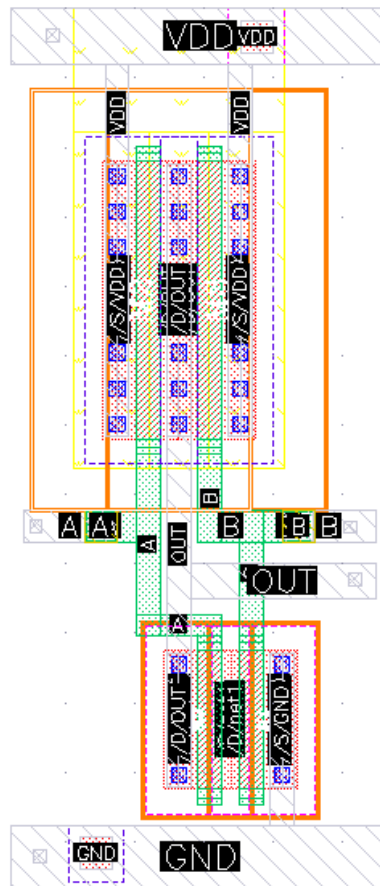 VDD VDD
VDD VDD
/S/VDD /D/OUT /S/VDD
B
A A B B B
A OUT
OUT
A
/D/OUT /D/net1 /S/GND
GND GND